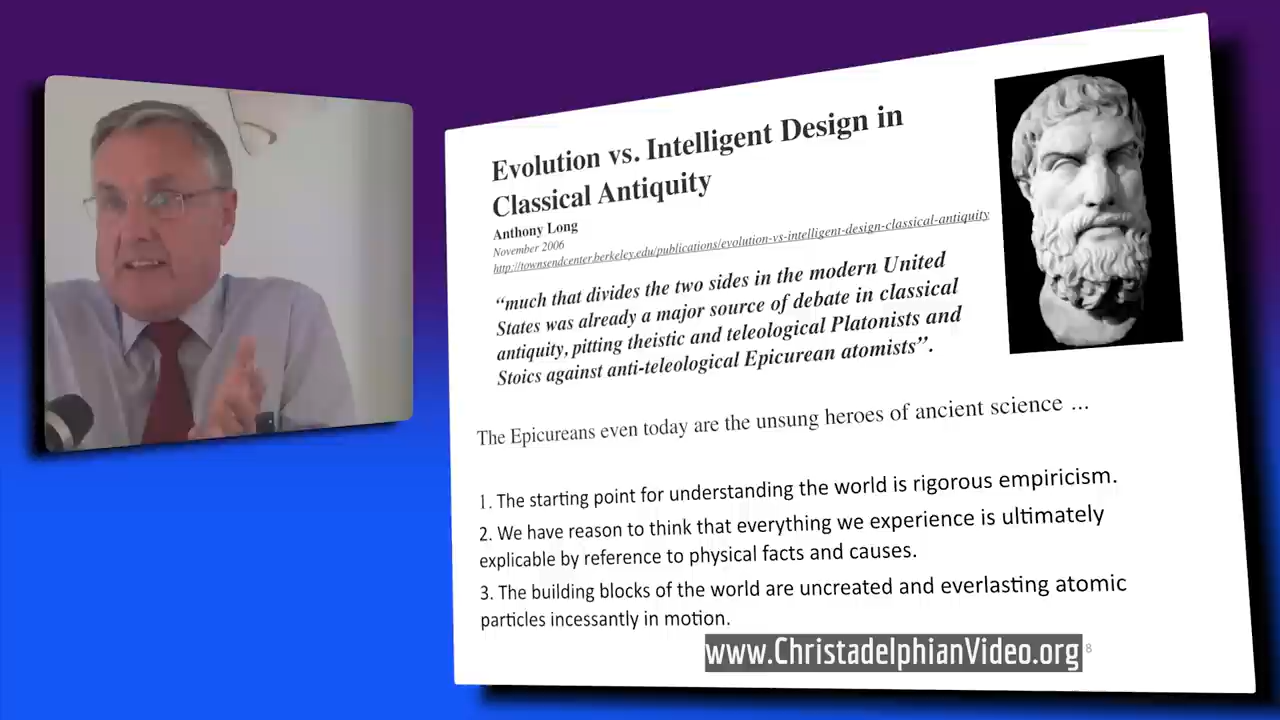 Evolution vs. Intelligent Design in
Classical Antiquity
Anthony Long
November 2006
http://townsendcenter.berkeley.edu/publications/evolution-vs-intelligent-design-classical-antiquity
“much that divides the two sides in the modern United
States was already a major source of debate in classical
antiquity, pitting theistic and teleological Platonists and
Stoics against anti-teleological Epicurean atomists”.
The Epicureans even today are the unsung heroes of ancient science ...
1. The starting point for understanding the world is rigorous empiricism.
2. We have reason to think that everything we experience is ultimately
explicable by reference to physical facts and causes.
3. The building blocks of the world are uncreated and everlasting atomic
particles incessantly in motion.
www.ChristadelphianVideo.org
8